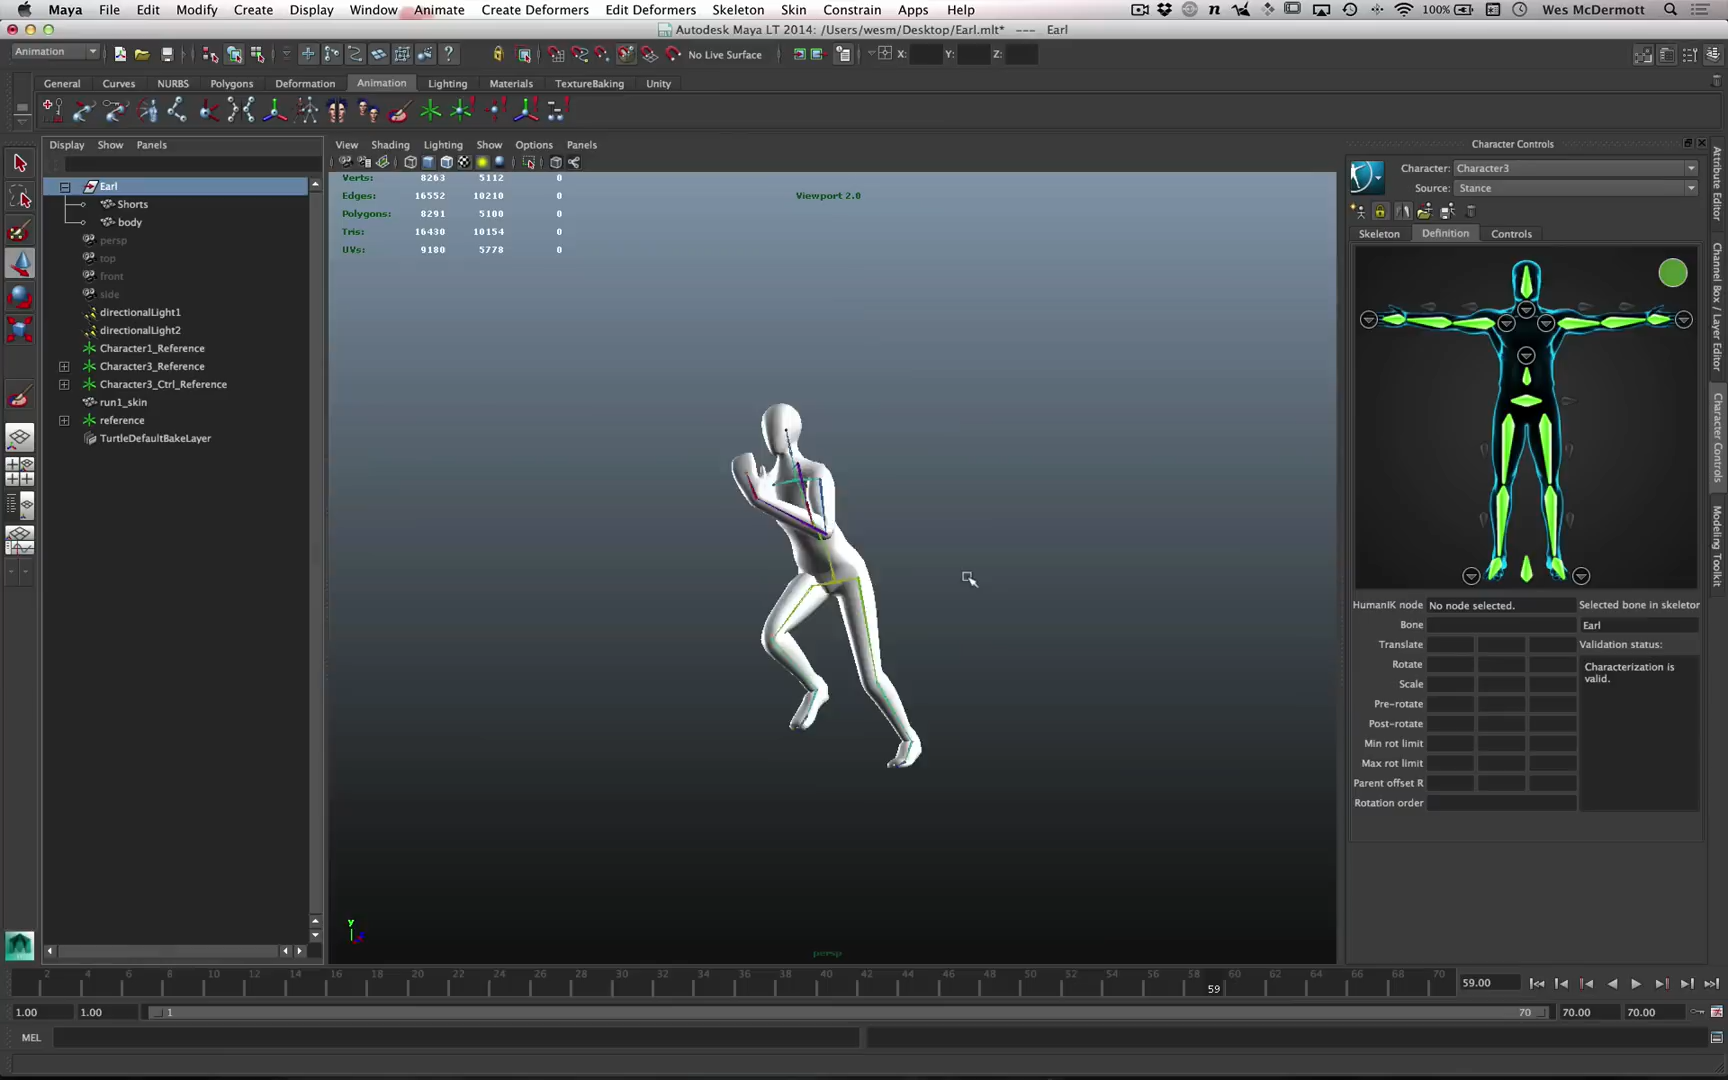 Maya File Edit Modify Create Display Window Animate Create Deformers Edit Deformers Skeleton Skin Constrain Apps Help 100% Wes McDermott
Autodesk Maya LT 2014: /Users/wesm/Desktop/Earl.mlt* --- Earl
Animation No Live Surface X: Y: Z:
General Curves NURBS Polygons Deformation Animation Lighting Materials TextureBaking Unity
Display Show Panels
View Shading Lighting Show Options Panels
Character Controls
Character: Character3
Source: Stance
Skeleton Definition Controls
Earl
Shorts
body
persp
top
front
side
directionalLight1
directionalLight2
Character1_Reference
Character3_Reference
Character3_Ctrl_Reference
run1_skin
reference
TurtleDefaultBakeLayer
Verts: 8263 5112 0
Edges: 16552 10210 0
Polygons: 8291 5100 0
Tris: 16430 10154 0
UVs: 9180 5778 0
Viewport 2.0
y
persp
HumanIK node No node selected. Selected bone in skeletor
Bone Earl
Translate Validation status:
Rotate Characterization is
valid.
Scale
Pre-rotate
Post-rotate
Min rot limit
Max rot limit
Parent offset R
Rotation order
Attribute Editor
Channel Box / Layer Editor
Character Controls
Modeling Toolkit
2 4 6 8 10 12 14 16 18 20 22 24 26 28 30 32 34 36 38 40 42 44 46 48 50 52 54 56 58 60 62 64 66 68 70
59 59.00
1.00 1.00 1 70 70.00 70.00
MEL